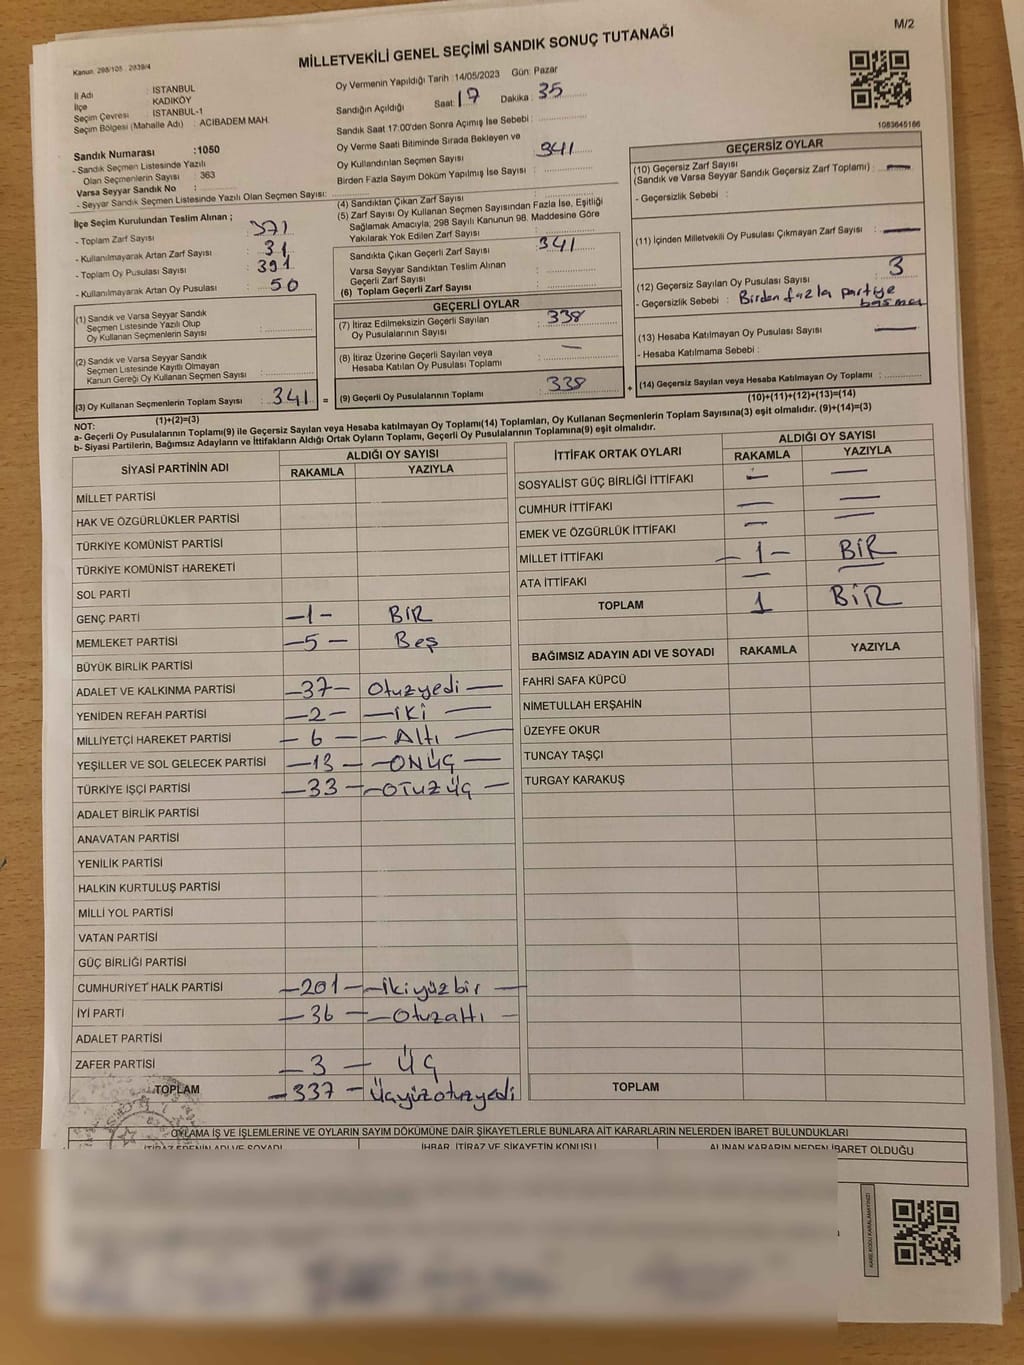 M/2
Kanun: 298/105 : 2839/4
MİLLETVEKİLİ GENEL SEÇİMİ SANDIK SONUÇ TUTANAĞI
İl Adı : İSTANBUL
İlçe : KADIKÖY
Seçim Çevresi : İSTANBUL-1
Seçim Bölgesi (Mahalle Adı) : ACIBADEM MAH.
Sandık Numarası :1050
- Sandık Seçmen Listesinde Yazılı
Olan Seçmenlerin Sayısı 363
Varsa Seyyar Sandık No :
- Seyyar Sandık Seçmen Listesinde Yazılı Olan Seçmen Sayısı:
Oy Vermenin Yapıldığı Tarih : 14/05/2023 Gün: Pazar
Sandığın Açıldığı Saat: 17 Dakika : 35
Sandık Saat 17:00'den Sonra Açımış İse Sebebi :
Oy Verme Saati Bitiminde Sırada Bekleyen ve
Oy Kullandırılan Seçmen Sayısı 341
Birden Fazla Sayım Döküm Yapılmış İse Sayısı :
1083645166
İlçe Seçim Kurulundan Teslim Alınan ;
- Toplam Zarf Sayısı : 371
- Kullanılmayarak Artan Zarf Sayısı : 31
- Toplam Oy Pusulası Sayısı : 391
- Kullanılmayarak Artan Oy Pusulası : 50
(1) Sandık ve Varsa Seyyar Sandık
Seçmen Listesinde Yazılı Olup
Oy Kullanan Seçmenlerin Sayısı :
(2) Sandık ve Varsa Seyyar Sandık
Seçmen Listesinde Kayıtlı Olmayan
Kanun Gereği Oy Kullanan Seçmen Sayısı :
(3) Oy Kullanan Seçmenlerin Toplam Sayısı : 341 =
(1)+(2)=(3)
(4) Sandıktan Çıkan Zarf Sayısı :
(5) Zarf Sayısı Oy Kullanan Seçmen Sayısından Fazla İse, Eşitliği
Sağlamak Amacıyla; 298 Sayılı Kanunun 98. Maddesine Göre
Yakılarak Yok Edilen Zarf Sayısı :
Sandıkta Çıkan Geçerli Zarf Sayısı : 341
Varsa Seyyar Sandıktan Teslim Alınan
Geçerli Zarf Sayısı :
(6) Toplam Geçerli Zarf Sayısı :
GEÇERLİ OYLAR
(7) İtiraz Edilmeksizin Geçerli Sayılan
Oy Pusulalarının Sayısı : 338
(8) İtiraz Üzerine Geçerli Sayılan veya
Hesaba Katılan Oy Pusulası Toplamı : —
(9) Geçerli Oy Pusulalarının Toplamı : 338 +
GEÇERSİZ OYLAR
(10) Geçersiz Zarf Sayısı
(Sandık ve Varsa Seyyar Sandık Geçersiz Zarf Toplamı) : —
- Geçersizlik Sebebi :
(11) İçinden Milletvekili Oy Pusulası Çıkmayan Zarf Sayısı : —
(12) Geçersiz Sayılan Oy Pusulası Sayısı : 3
- Geçersizlik Sebebi : Birden fazla partiye
basması
(13) Hesaba Katılmayan Oy Pusulası Sayısı : —
- Hesaba Katılmama Sebebi :
(14) Geçersiz Sayılan veya Hesaba Katılmayan Oy Toplamı :
(10)+(11)+(12)+(13)=(14)
NOT:
a- Geçerli Oy Pusulalarının Toplamı(9) ile Geçersiz Sayılan veya Hesaba katılmayan Oy Toplamı(14) Toplamları, Oy Kullanan Seçmenlerin Toplam Sayısına(3) eşit olmalıdır. (9)+(14)=(3)
b- Siyasi Partilerin, Bağımsız Adayların ve İttifakların Aldığı Ortak Oyların Toplamı, Geçerli Oy Pusulalarının Toplamına(9) eşit olmalıdır.
SİYASİ PARTİNİN ADI ALDIĞI OY SAYISI
RAKAMLA YAZIYLA
MİLLET PARTİSİ
HAK VE ÖZGÜRLÜKLER PARTİSİ
TÜRKİYE KOMÜNİST PARTİSİ
TÜRKİYE KOMÜNİST HAREKETİ
SOL PARTİ
GENÇ PARTİ —1— BİR
MEMLEKET PARTİSİ —5— Beş
BÜYÜK BİRLİK PARTİSİ
ADALET VE KALKINMA PARTİSİ —37— Otuzyedi —
YENİDEN REFAH PARTİSİ —2— —iKi —
MİLLİYETÇİ HAREKET PARTİSİ —6— —Altı —
YEŞİLLER VE SOL GELECEK PARTİSİ —13— —ONÜÇ —
TÜRKİYE İŞÇİ PARTİSİ —33— —OTUZÜÇ —
ADALET BİRLİK PARTİSİ
ANAVATAN PARTİSİ
YENİLİK PARTİSİ
HALKIN KURTULUŞ PARTİSİ
MİLLİ YOL PARTİSİ
VATAN PARTİSİ
GÜÇ BİRLİĞİ PARTİSİ
CUMHURİYET HALK PARTİSİ —201— —ikiyüzbir —
İYİ PARTİ —36— —Otuzaltı —
ADALET PARTİSİ
ZAFER PARTİSİ —3— ÜÇ
TOPLAM —337— Üçyüzotuzyedi
İTTİFAK ORTAK OYLARI ALDIĞI OY SAYISI
RAKAMLA YAZIYLA
SOSYALİST GÜÇ BİRLİĞİ İTTİFAKI — —
CUMHUR İTTİFAKI — —
EMEK VE ÖZGÜRLÜK İTTİFAKI — —
MİLLET İTTİFAKI —1— BİR
ATA İTTİFAKI — —
TOPLAM 1 BİR
BAĞIMSIZ ADAYIN ADI VE SOYADI RAKAMLA YAZIYLA
FAHRİ SAFA KÜPCÜ
NİMETULLAH ERŞAHİN
ÜZEYFE OKUR
TUNCAY TAŞÇI
TURGAY KARAKUŞ
TOPLAM
OYLAMA İŞ VE İŞLEMLERİNE VE OYLARIN SAYIM DÖKÜMÜNE DAİR ŞİKAYETLERLE BUNLARA AİT KARARLARIN NELERDEN İBARET BULUNDUKLARI
İTİRAZ EDENİN ADI VE SOYADI İHBAR, İTİRAZ VE ŞİKAYETİN KONUSU ALINAN KARARIN NEDEN İBARET OLDUĞU
KARE KODU KARALAMAYINIZ!